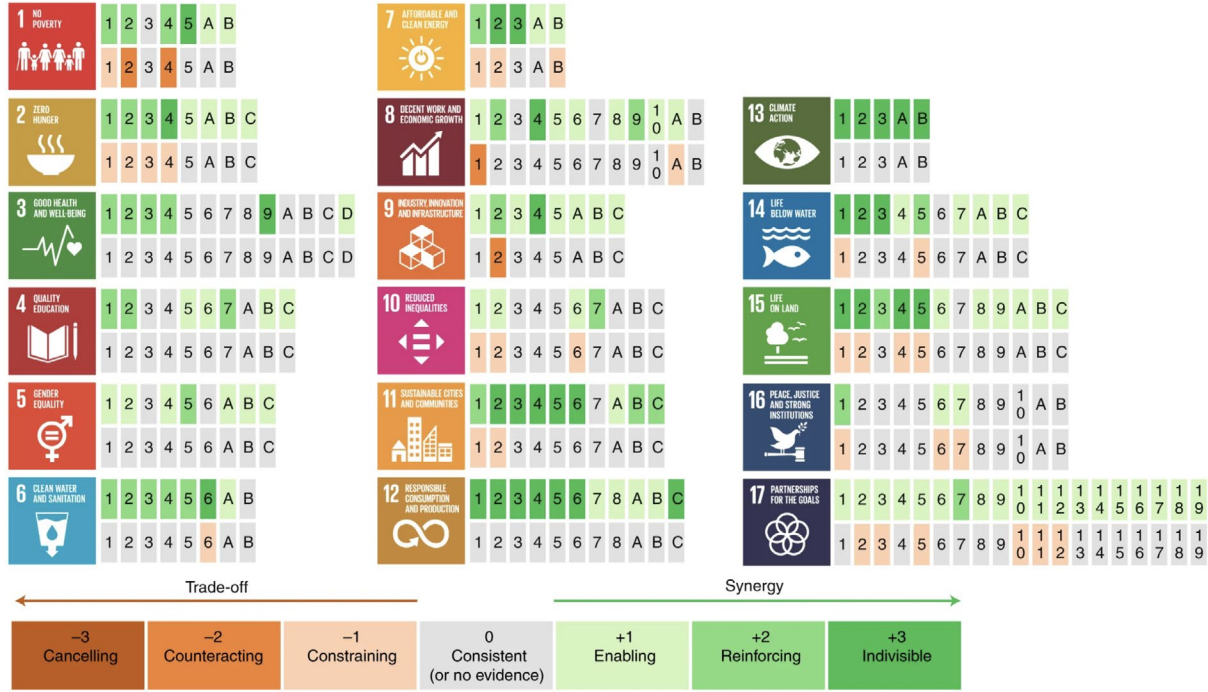 1 NO
POVERTY
1 2 3 4 5 A B
1 2 3 4 5 A B
2 ZERO
HUNGER
1 2 3 4 5 A B C
1 2 3 4 5 A B C
3 GOOD HEALTH
AND WELL-BEING
1 2 3 4 5 6 7 8 9 A B C D
1 2 3 4 5 6 7 8 9 A B C D
4 QUALITY
EDUCATION
1 2 3 4 5 6 7 A B C
1 2 3 4 5 6 7 A B C
5 GENDER
EQUALITY
1 2 3 4 5 6 A B C
1 2 3 4 5 6 A B C
6 CLEAN WATER
AND SANITATION
1 2 3 4 5 6 A B
1 2 3 4 5 6 A B
7 AFFORDABLE AND
CLEAN ENERGY
1 2 3 A B
1 2 3 A B
8 DECENT WORK AND
ECONOMIC GROWTH
1 2 3 4 5 6 7 8 9 10 A B
1 2 3 4 5 6 7 8 9 10 A B
9 INDUSTRY, INNOVATION
AND INFRASTRUCTURE
1 2 3 4 5 A B C
1 2 3 4 5 A B C
10 REDUCED
INEQUALITIES
1 2 3 4 5 6 7 A B C
1 2 3 4 5 6 7 A B C
11 SUSTAINABLE CITIES
AND COMMUNITIES
1 2 3 4 5 6 7 A B C
1 2 3 4 5 6 7 A B C
12 RESPONSIBLE
CONSUMPTION
AND PRODUCTION
1 2 3 4 5 6 7 8 A B C
1 2 3 4 5 6 7 8 A B C
13 CLIMATE
ACTION
1 2 3 A B
1 2 3 A B
14 LIFE
BELOW WATER
1 2 3 4 5 6 7 A B C
1 2 3 4 5 6 7 A B C
15 LIFE
ON LAND
1 2 3 4 5 6 7 8 9 A B C
1 2 3 4 5 6 7 8 9 A B C
16 PEACE, JUSTICE
AND STRONG
INSTITUTIONS
1 2 3 4 5 6 7 8 9 10 A B
1 2 3 4 5 6 7 8 9 10 A B
17 PARTNERSHIPS
FOR THE GOALS
1 2 3 4 5 6 7 8 9 10 11 12 13 14 15 16 17 18 19
1 2 3 4 5 6 7 8 9 10 11 12 13 14 15 16 17 18 19
Trade-off
Synergy
−3
Cancelling
−2
Counteracting
−1
Constraining
0
Consistent
(or no evidence)
+1
Enabling
+2
Reinforcing
+3
Indivisible